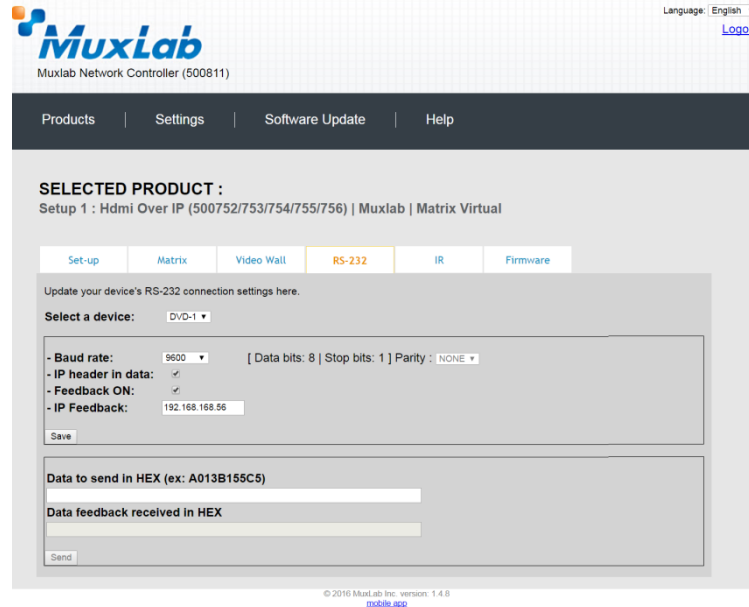 Language: English
Logo
MuxLab
Muxlab Network Controller (500811)
Products | Settings | Software Update | Help
SELECTED PRODUCT :
Setup 1 : Hdmi Over IP (500752/753/754/755/756) | Muxlab | Matrix Virtual
Set-up Matrix Video Wall RS-232 IR Firmware
Update your device's RS-232 connection settings here.
Select a device: DVD-1
- Baud rate: 9600 [ Data bits: 8 | Stop bits: 1 ] Parity : NONE
- IP header in data:
- Feedback ON:
- IP Feedback: 192.168.168.56
Save
Data to send in HEX (ex: A013B155C5)
Data feedback received in HEX
Send
© 2016 MuxLab Inc. version: 1.4.8
mobile app